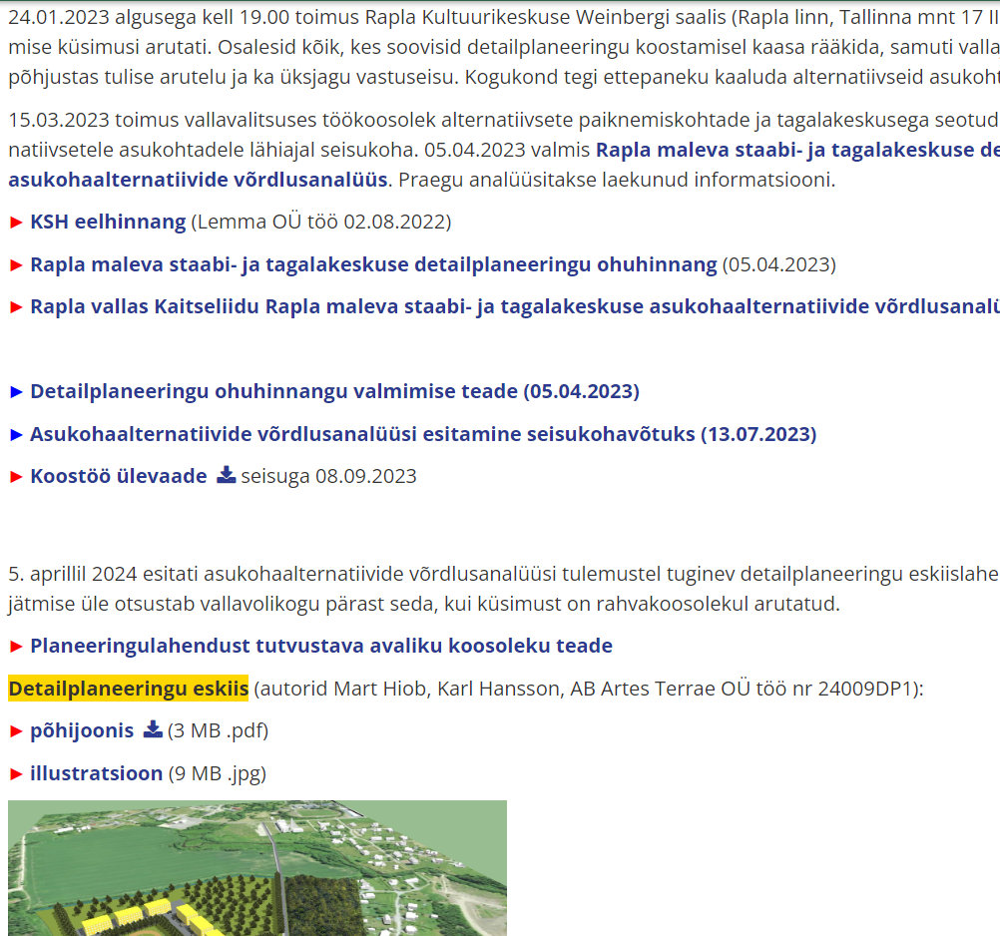 24.01.2023 algusega kell 19.00 toimus Rapla Kultuurikeskuse Weinbergi saalis (Rapla linn, Tallinna mnt 17 II
mise küsimusi arutati. Osalesid kõik, kes soovisid detailplaneeringu koostamisel kaasa rääkida, samuti valla
põhjustas tulise arutelu ja ka üksjagu vastuseisu. Kogukond tegi ettepaneku kaaluda alternatiivseid asukoht
15.03.2023 toimus vallavalitsuses töökoosolek alternatiivsete paiknemiskohtade ja tagalakeskusega seotud
natiivsetele asukohtadele lähiajal seisukoha. 05.04.2023 valmis Rapla maleva staabi- ja tagalakeskuse de
asukohaalternatiivide võrdlusanalüüs. Praegu analüüsitakse laekunud informatsiooni.
► KSH eelhinnang (Lemma OÜ töö 02.08.2022)
► Rapla maleva staabi- ja tagalakeskuse detailplaneeringu ohuhinnang (05.04.2023)
► Rapla vallas Kaitseliidu Rapla maleva staabi- ja tagalakeskuse asukohaalternatiivide võrdlusanalü
► Detailplaneeringu ohuhinnangu valmimise teade (05.04.2023)
► Asukohaalternatiivide võrdlusanalüüsi esitamine seisukohavõtuks (13.07.2023)
► Koostöö ülevaade seisuga 08.09.2023
5. aprillil 2024 esitati asukohaalternatiivide võrdlusanalüüsi tulemustel tuginev detailplaneeringu eskiislahe
jätmise üle otsustab vallavolikogu pärast seda, kui küsimust on rahvakoosolekul arutatud.
► Planeeringulahendust tutvustava avaliku koosoleku teade
Detailplaneeringu eskiis (autorid Mart Hiob, Karl Hansson, AB Artes Terrae OÜ töö nr 24009DP1):
► põhijoonis (3 MB .pdf)
► illustratsioon (9 MB .jpg)